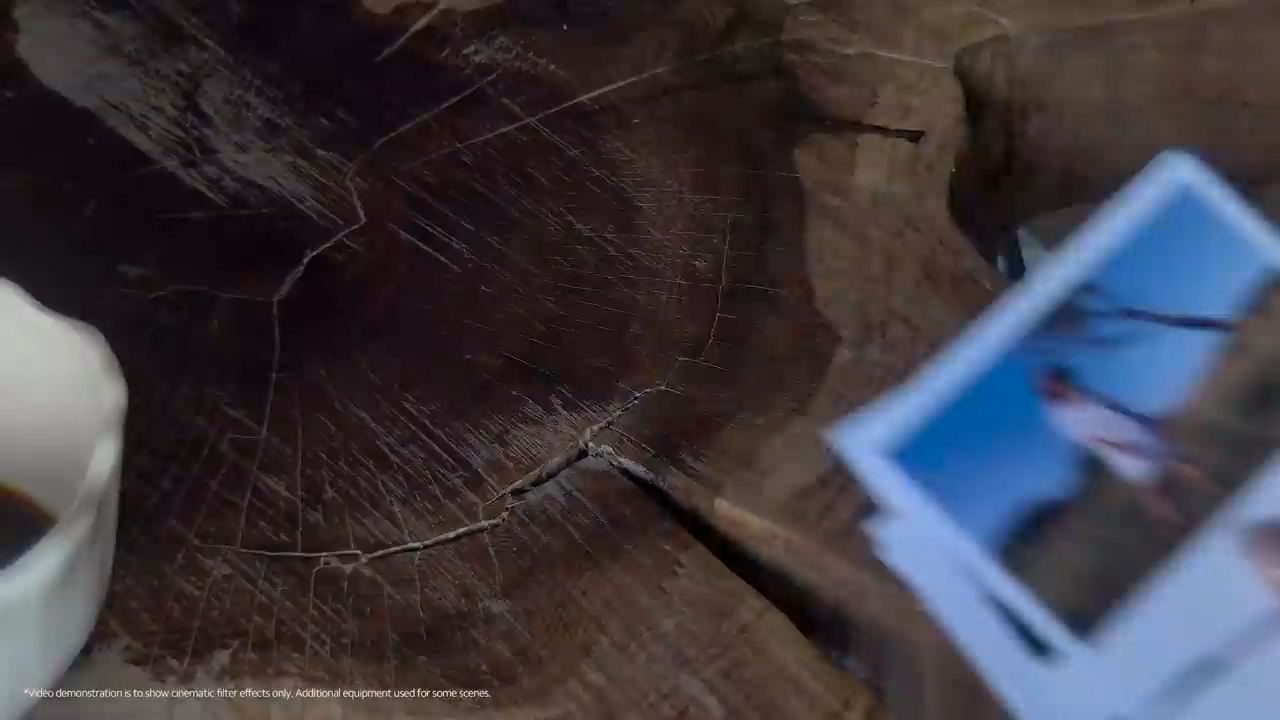 *Video demonstration is to show cinematic filter effects only. Additional equipment used for some scenes.